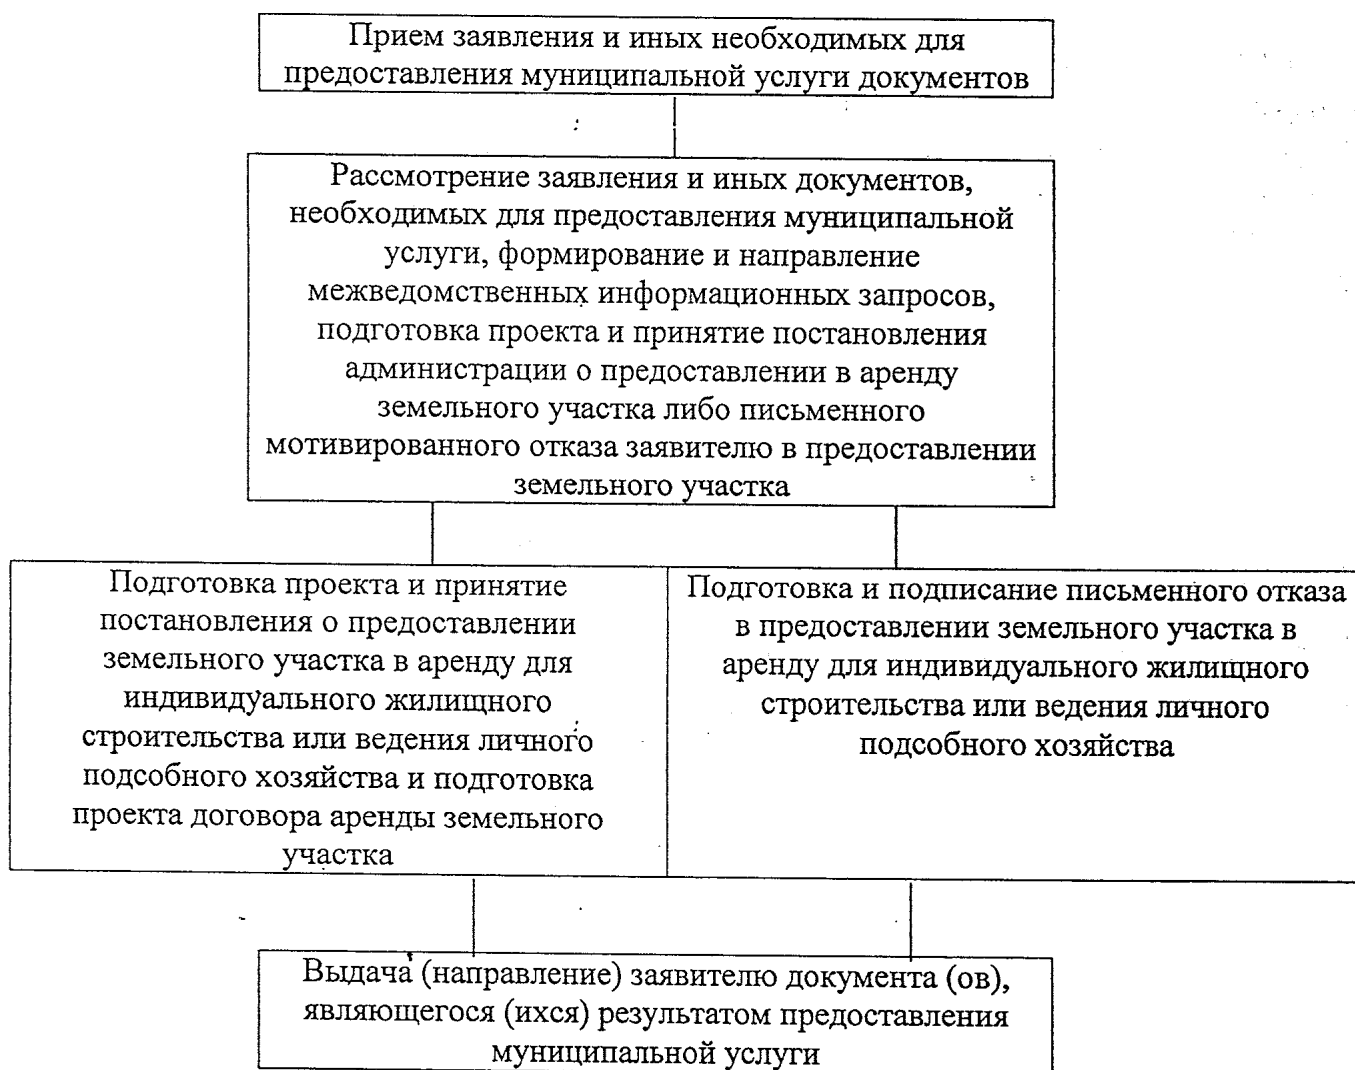 Прием заявления и иных необходимых для
предоставления муниципальной услуги документов
Рассмотрение заявления и иных документов,
необходимых для предоставления муниципальной
услуги, формирование и направление
межведомственных информационных запросов,
подготовка проекта и принятие постановления
администрации о предоставлении в аренду
земельного участка либо письменного
мотивированного отказа заявителю в предоставлении
земельного участка
Подготовка проекта и принятие
постановления о предоставлении
земельного участка в аренду для
индивидуального жилищного
строительства или ведения личного
подсобного хозяйства и подготовка
проекта договора аренды земельного
участка
Подготовка и подписание письменного отказа
в предоставлении земельного участка в
аренду для индивидуального жилищного
строительства или ведения личного
подсобного хозяйства
Выдача (направление) заявителю документа (ов),
являющегося (ихся) результатом предоставления
муниципальной услуги